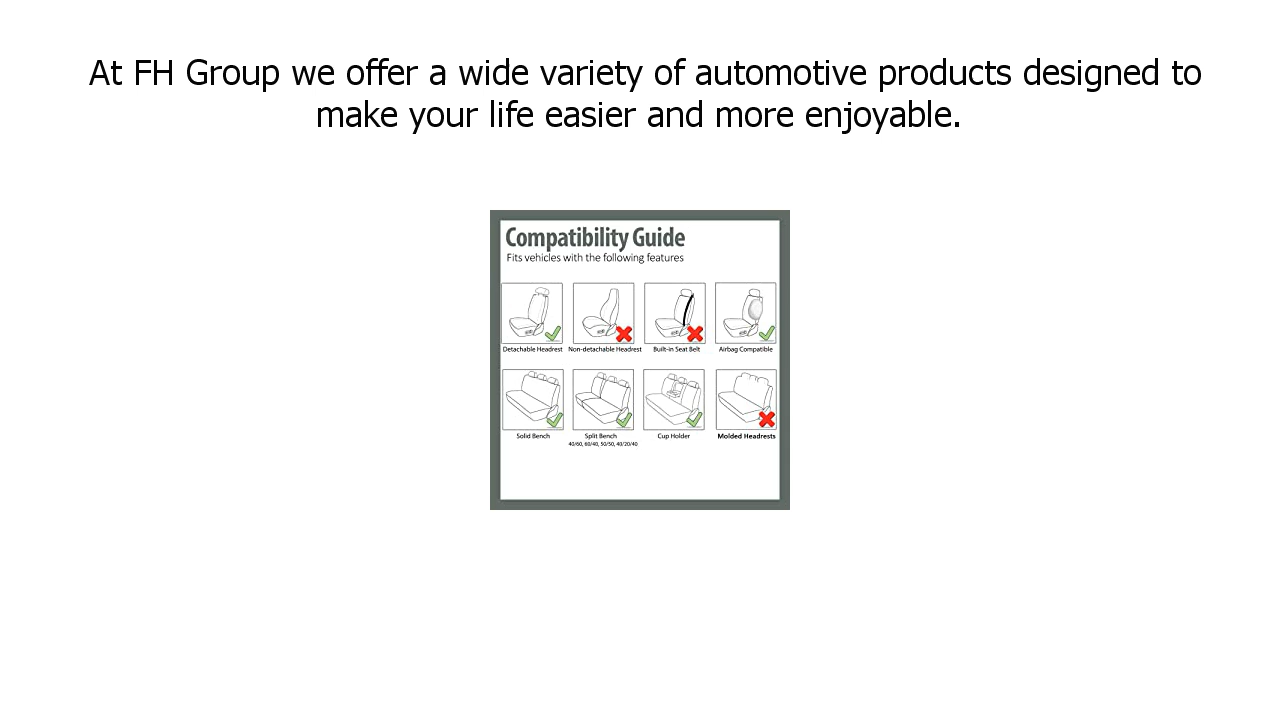 At FH Group we offer a wide variety of automotive products designed to
make your life easier and more enjoyable.
Compatibility Guide
Fits vehicles with the following features
Detachable Headrest Non-detachable Headrest Built-in Seat Belt Airbag Compatible
Solid Bench Split Bench Cup Holder Molded Headrests
40/60, 60/40, 50/50, 40/20/40